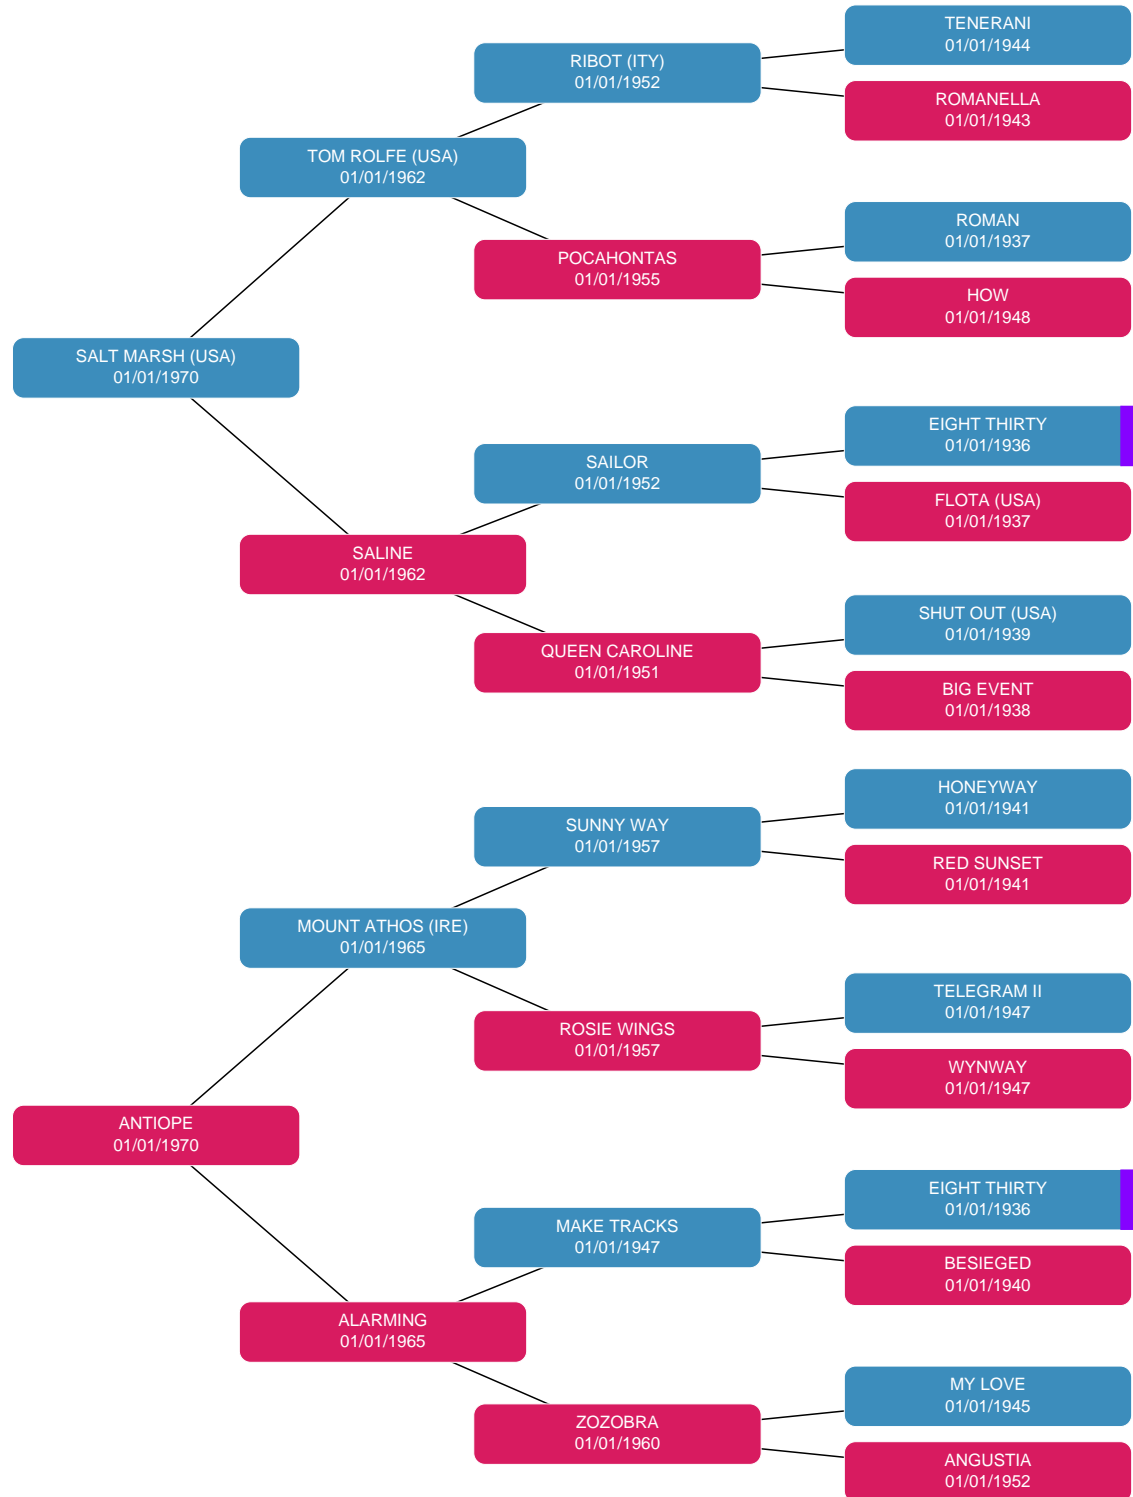 TENERANI
01/01/1944
RIBOT (ITY)
01/01/1952
ROMANELLA
01/01/1943
TOM ROLFE (USA)
01/01/1962
ROMAN
01/01/1937
POCAHONTAS
01/01/1955
HOW
01/01/1948
SALT MARSH (USA)
01/01/1970
EIGHT THIRTY
01/01/1936
SAILOR
01/01/1952
FLOTA (USA)
01/01/1937
SALINE
01/01/1962
SHUT OUT (USA)
01/01/1939
QUEEN CAROLINE
01/01/1951
BIG EVENT
01/01/1938
HONEYWAY
01/01/1941
SUNNY WAY
01/01/1957
RED SUNSET
01/01/1941
MOUNT ATHOS (IRE)
01/01/1965
TELEGRAM II
01/01/1947
ROSIE WINGS
01/01/1957
WYNWAY
01/01/1947
ANTIOPE
01/01/1970
EIGHT THIRTY
01/01/1936
MAKE TRACKS
01/01/1947
BESIEGED
01/01/1940
ALARMING
01/01/1965
MY LOVE
01/01/1945
ZOZOBRA
01/01/1960
ANGUSTIA
01/01/1952